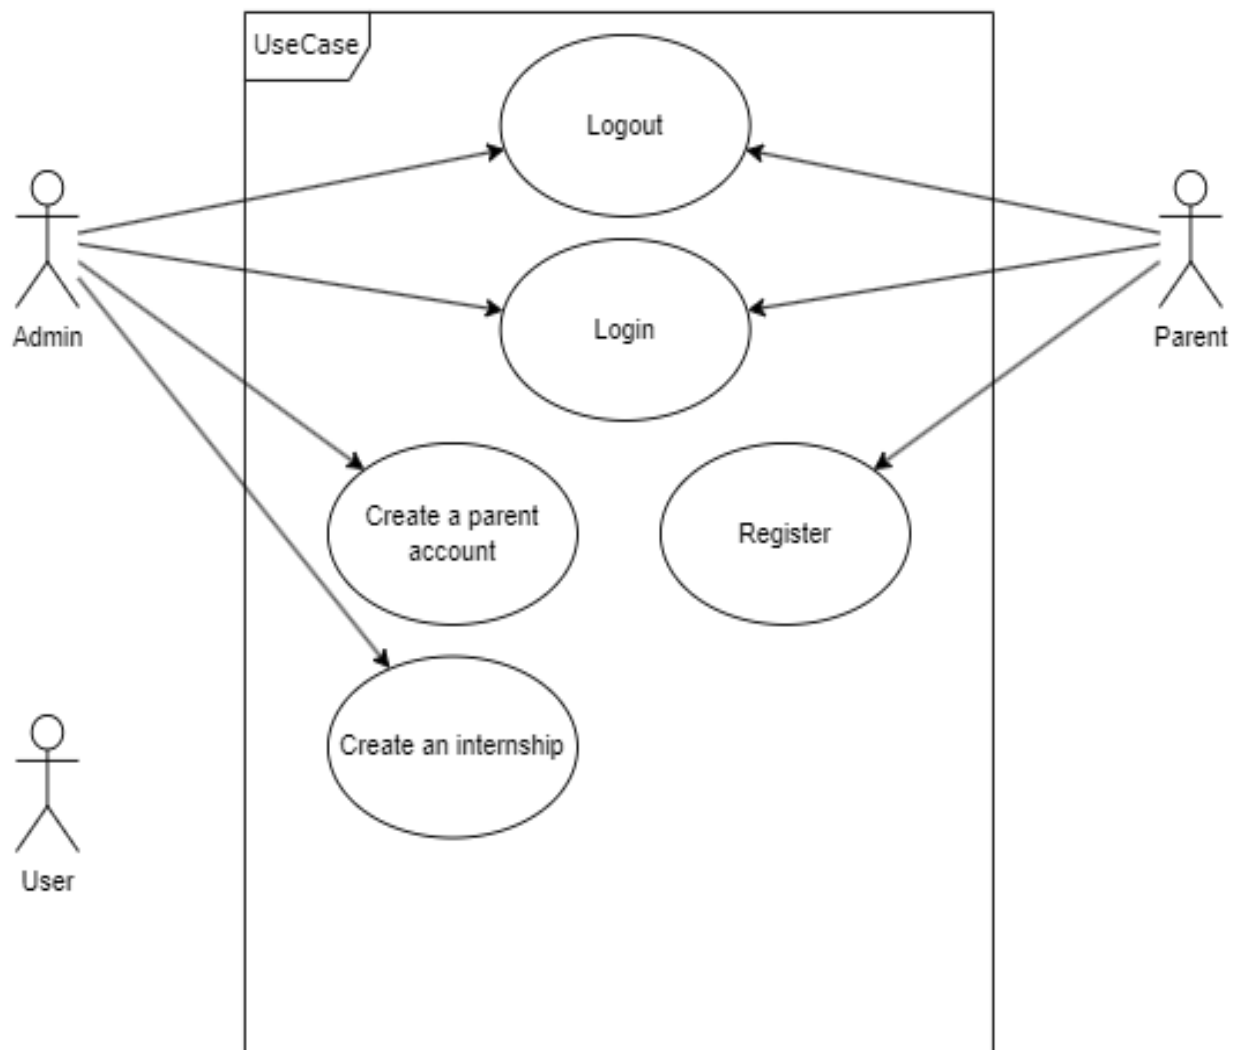 UseCase
Logout
Login
Admin
Parent
Create a parent
account
Register
Create an internship
User